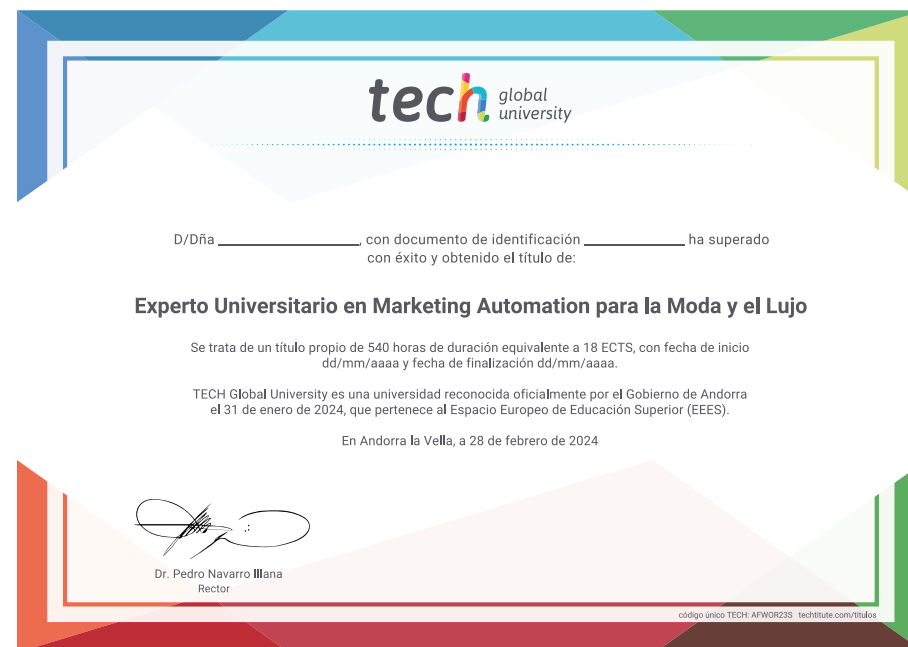 tech global university
D/Dña ____________________, con documento de identificación ______________ ha superado
con éxito y obtenido el título de:
Experto Universitario en Marketing Automation para la Moda y el Lujo
Se trata de un título propio de 540 horas de duración equivalente a 18 ECTS, con fecha de inicio
dd/mm/aaaa y fecha de finalización dd/mm/aaaa.
TECH Global University es una universidad reconocida oficialmente por el Gobierno de Andorra
el 31 de enero de 2024, que pertenece al Espacio Europeo de Educación Superior (EEES).
En Andorra la Vella, a 28 de febrero de 2024
Dr. Pedro Navarro Illana
Rector
código único TECH: AFWOR23S techtitute.com/titulos